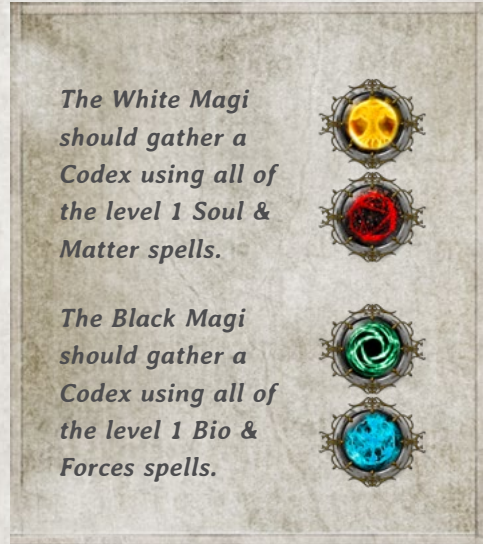 The White Magi
should gather a
Codex using all of
the level 1 Soul &
Matter spells.
The Black Magi
should gather a
Codex using all of
the level 1 Bio &
Forces spells.